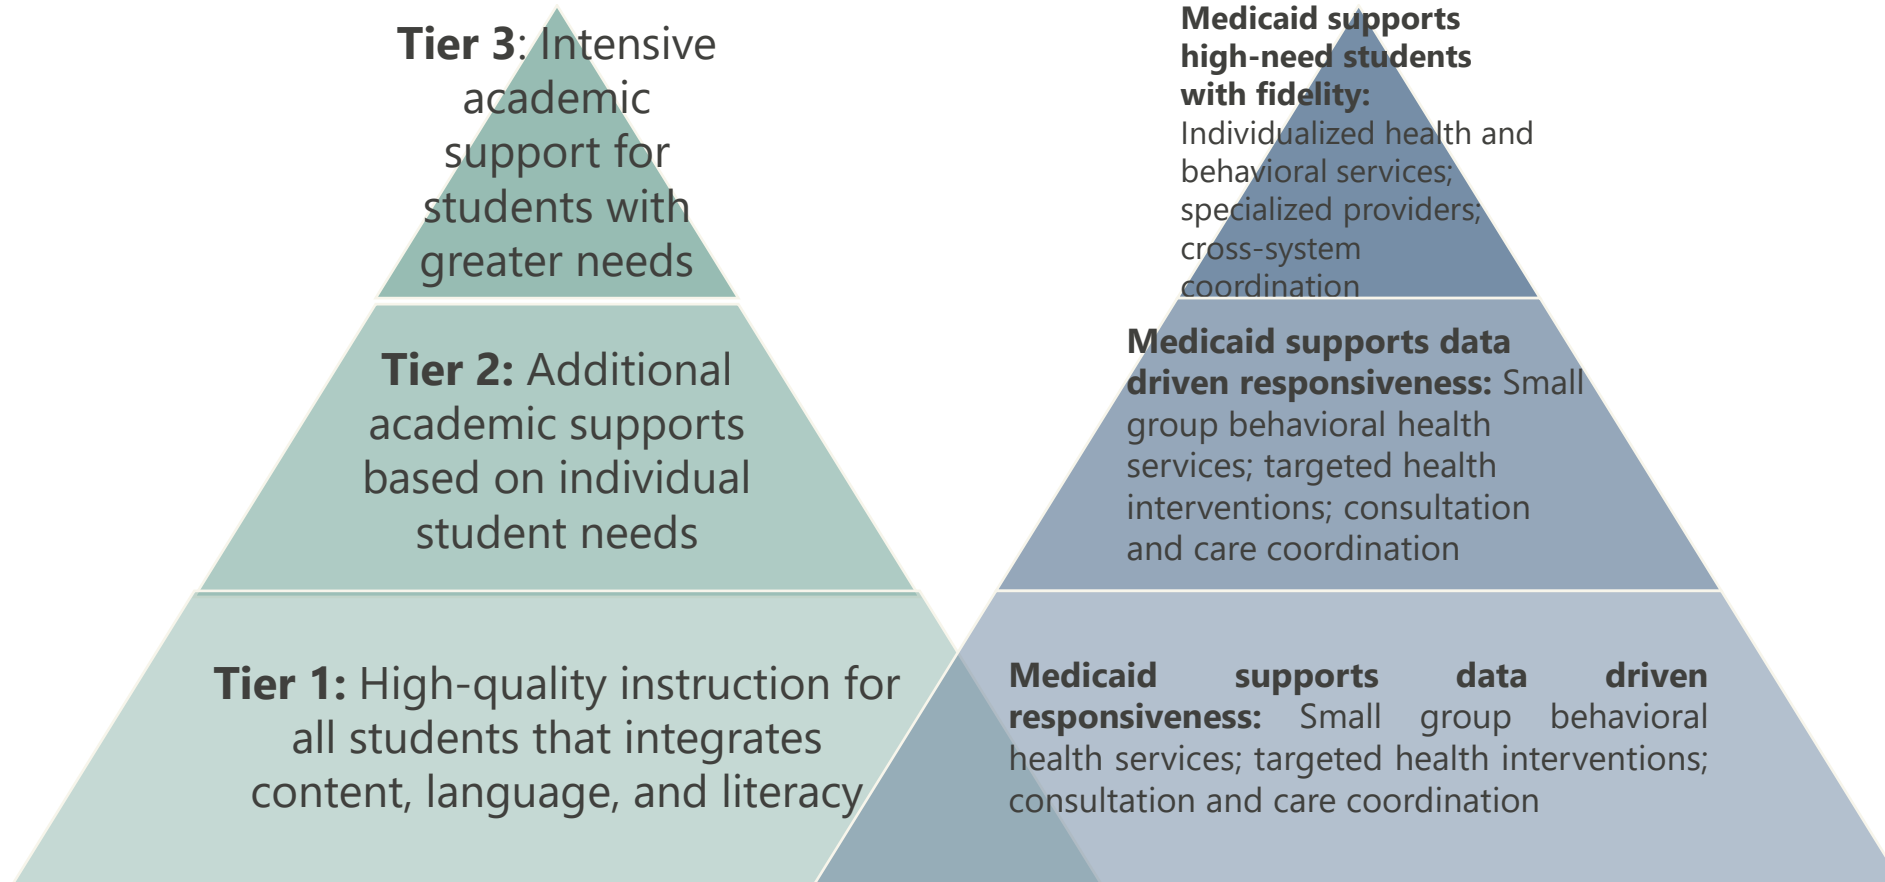 Tier 3: Intensive
academic
support for
students with
greater needs
Tier 2: Additional
academic supports
based on individual
student needs
Tier 1: High-quality instruction for
all students that integrates
content, language, and literacy
Medicaid supports
high-need students
with fidelity:
Individualized health and
behavioral services;
specialized providers;
cross-system
coordination
Medicaid supports data
driven responsiveness: Small
group behavioral health
services; targeted health
interventions; consultation
and care coordination
Medicaid supports data driven
responsiveness: Small group behavioral
health services; targeted health interventions;
consultation and care coordination